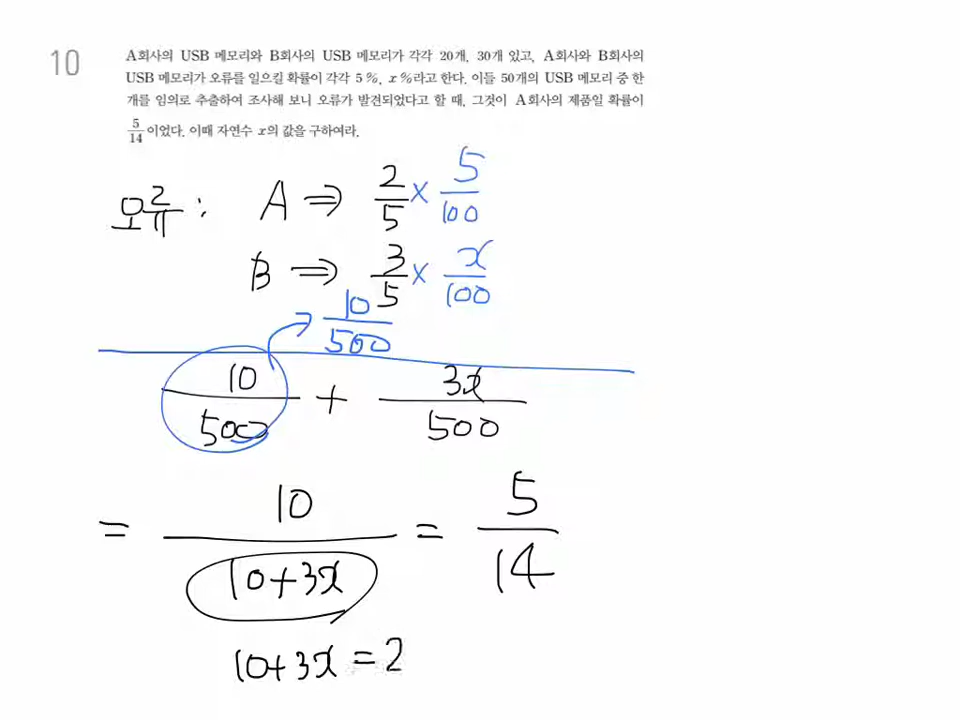 10
A회사의 USB 메모리와 B회사의 USB 메모리가 각각 20개, 30개 있고, A회사와 B회사의
USB 메모리가 오류를 일으킬 확률이 각각 5 %, x %라고 한다. 이들 50개의 USB 메모리 중 한
개를 임의로 추출하여 조사해 보니 오류가 발견되었다고 할 때, 그것이 A회사의 제품일 확률이
5/14 이었다. 이때 자연수 x의 값을 구하여라.
오류 : A ⇒ 2/5 × 5/100
B ⇒ 3/5 × x/100
10/500
10/500 + 3x/500
= 10/(10+3x) = 5/14
10+3x = 2